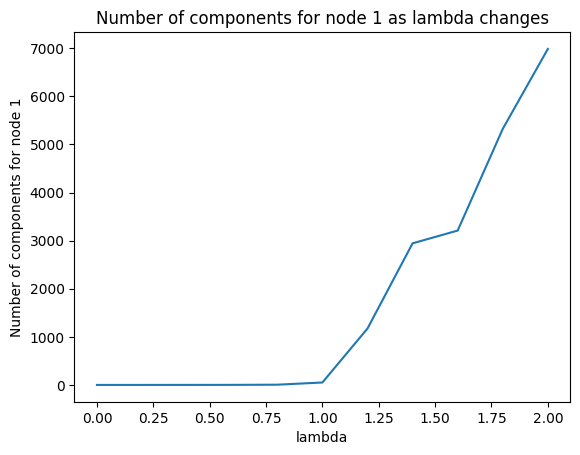 Number of components for node 1 as lambda changes
Number of components for node 1
7000
6000
5000
4000
3000
2000
1000
0
0.00 0.25 0.50 0.75 1.00 1.25 1.50 1.75 2.00
lambda